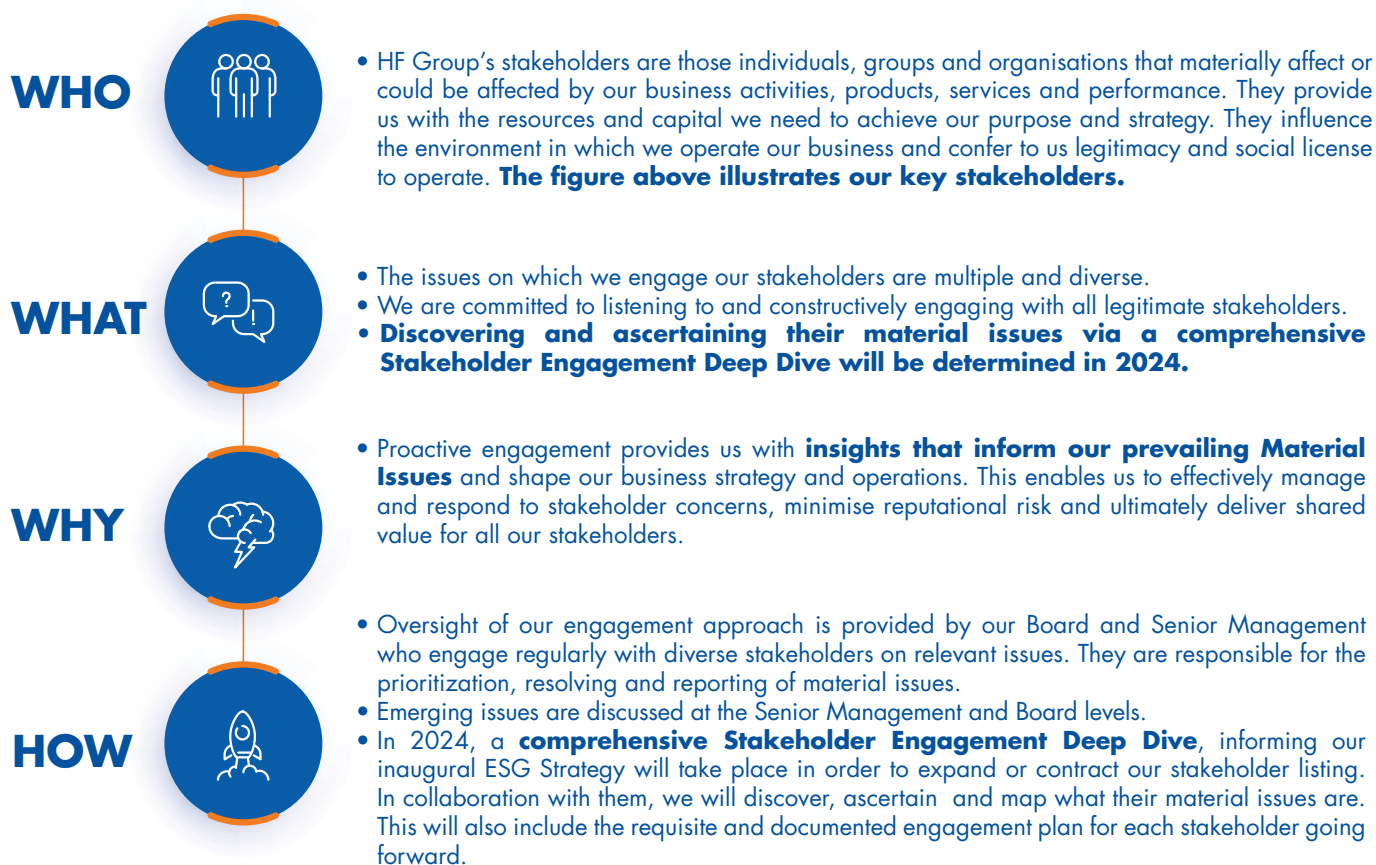 WHO
• HF Group's stakeholders are those individuals, groups and organisations that materially affect or
could be affected by our business activities, products, services and performance. They provide
us with the resources and capital we need to achieve our purpose and strategy. They influence
the environment in which we operate our business and confer to us legitimacy and social license
to operate. The figure above illustrates our key stakeholders.
WHAT
? !
• The issues on which we engage our stakeholders are multiple and diverse.
• We are committed to listening to and constructively engaging with all legitimate stakeholders.
• Discovering and ascertaining their material issues via a comprehensive
Stakeholder Engagement Deep Dive will be determined in 2024.
WHY
• Proactive engagement provides us with insights that inform our prevailing Material
Issues and shape our business strategy and operations. This enables us to effectively manage
and respond to stakeholder concerns, minimise reputational risk and ultimately deliver shared
value for all our stakeholders.
HOW
• Oversight of our engagement approach is provided by our Board and Senior Management
who engage regularly with diverse stakeholders on relevant issues. They are responsible for the
prioritization, resolving and reporting of material issues.
• Emerging issues are discussed at the Senior Management and Board levels.
• In 2024, a comprehensive Stakeholder Engagement Deep Dive, informing our
inaugural ESG Strategy will take place in order to expand or contract our stakeholder listing.
In collaboration with them, we will discover, ascertain and map what their material issues are.
This will also include the requisite and documented engagement plan for each stakeholder going
forward.